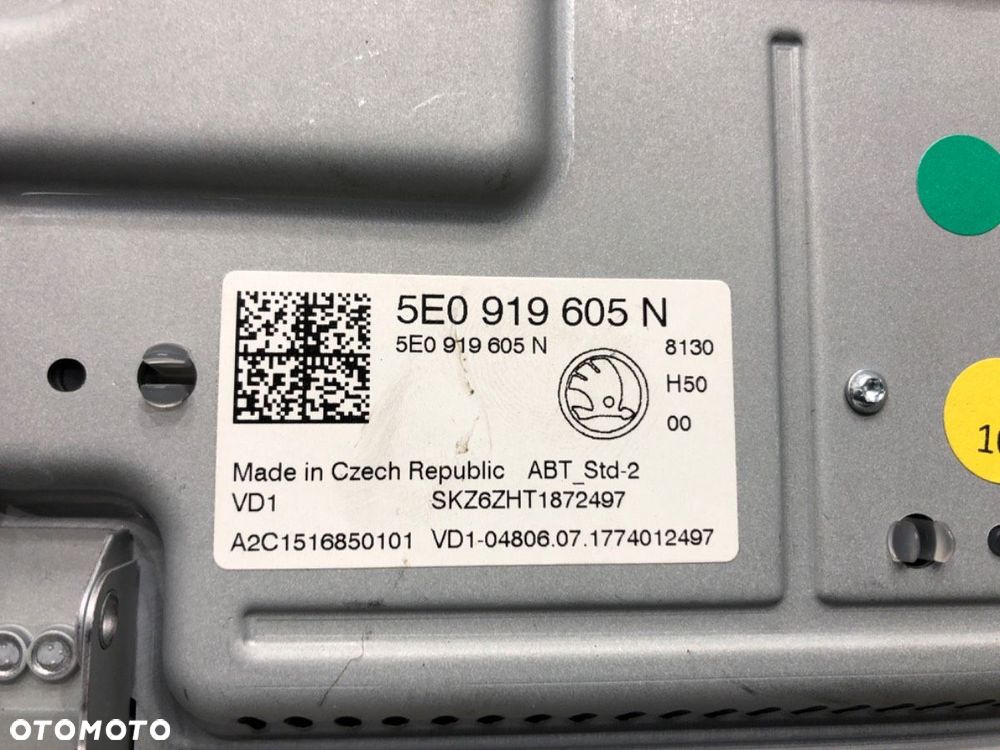 5E0 919 605 N
5E0 919 605 N
8130
H50
00
Made in Czech Republic ABT_Std-2
VD1 SKZ6ZHT1872497
A2C1516850101 VD1-04806.07.1774012497
OTOMOTO